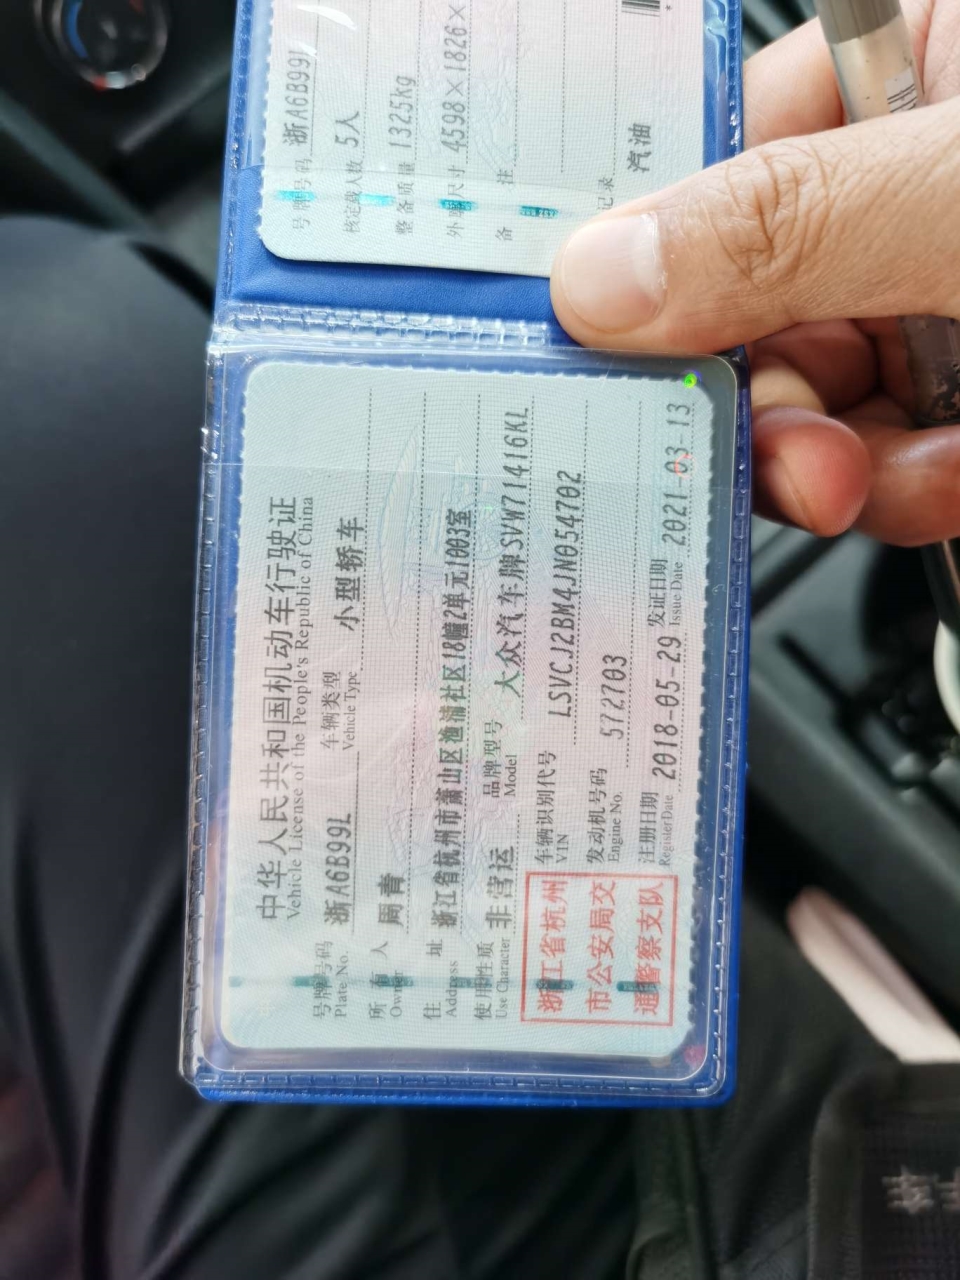 中华人民共和国机动车行驶证
Vehicle License of the People's Republic of China
号牌号码 浙A6B99L 车辆类型 小型轿车
Plate No. Vehicle Type
所有人 周青
Owner
住址 浙江省杭州市萧山区渔浦社区18幢2单元1003室
Address
使用性质 非营运 品牌型号 大众汽车牌SVW71416KL
Use Character Model
浙江省杭州
市公安局交
通警察支队
车辆识别代号 LSVCJ2BM4JN054702
VIN
发动机号码 572703
Engine No.
注册日期 2018-05-29 发证日期 2021-03-13
Register Date Issue Date
号牌号码 浙A6B99L
核定载人数 5人
整备质量 1325kg
外廓尺寸 4598×1826×
备注
记录 汽油